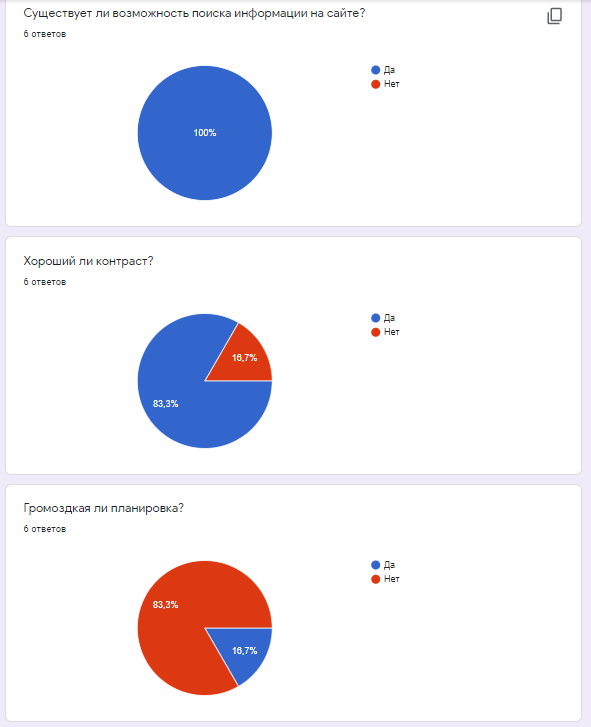 Существует ли возможность поиска информации на сайте?
6 ответов
Да
Нет
100%
Хороший ли контраст?
6 ответов
Да
Нет
16,7%
83,3%
Громоздкая ли планировка?
6 ответов
Да
Нет
83,3%
16,7%